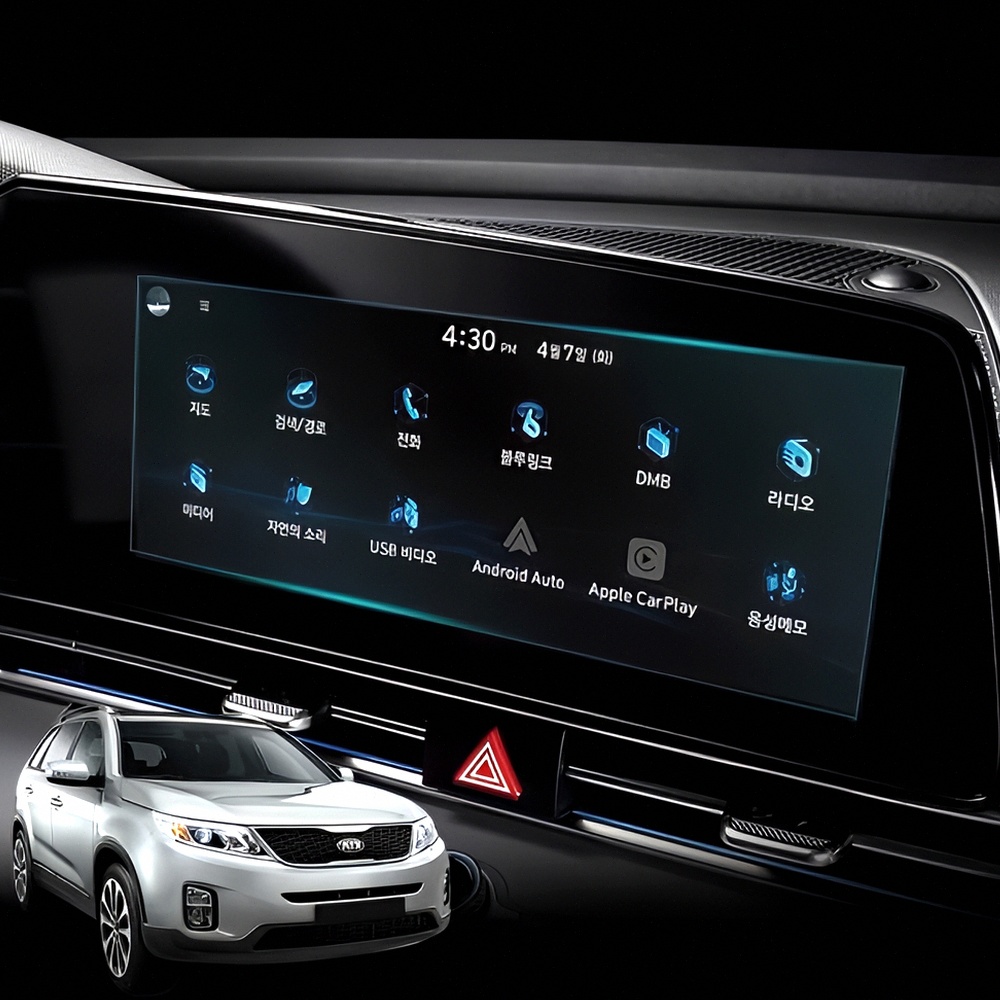 4:30 PM 4월 7일 (화)
지도
검색/경로
전화
블루링크
DMB
라디오
미디어
자연의 소리
USB 비디오
Android Auto
Apple CarPlay
음성메모
KIA